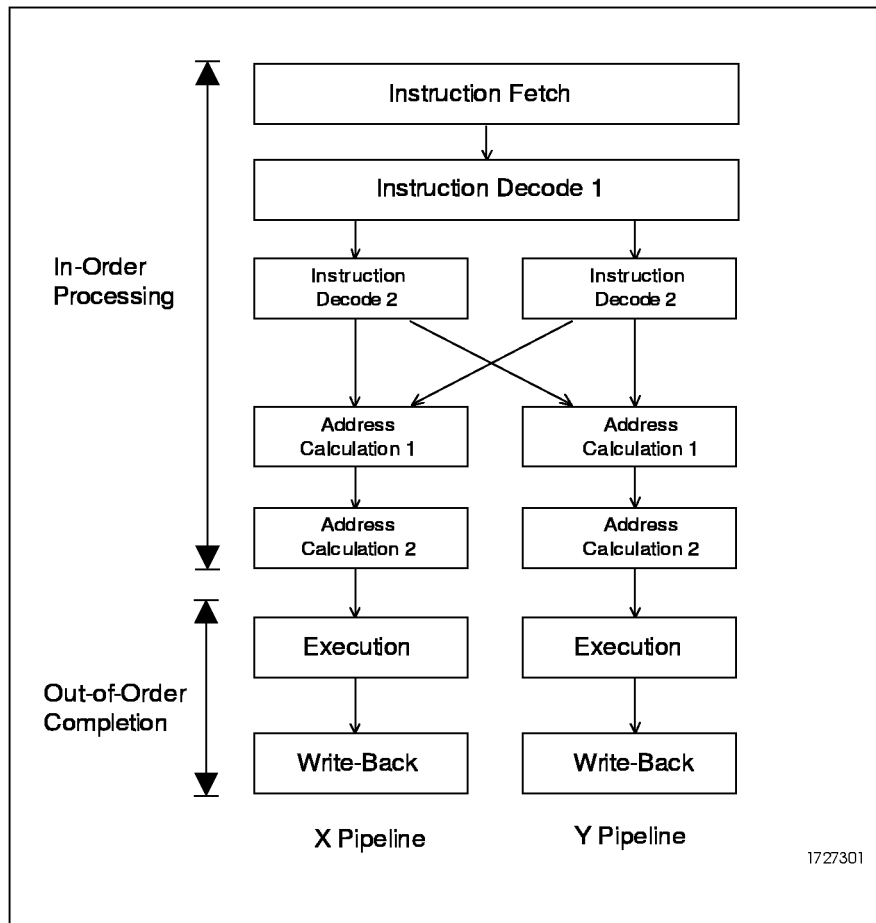 Instruction Fetch
Instruction Decode 1
In-Order
Processing
Instruction
Decode 2
Instruction
Decode 2
Address
Calculation 1
Address
Calculation 1
Address
Calculation 2
Address
Calculation 2
Out-of-Order
Completion
Execution
Execution
Write-Back
Write-Back
X Pipeline
Y Pipeline
1727301